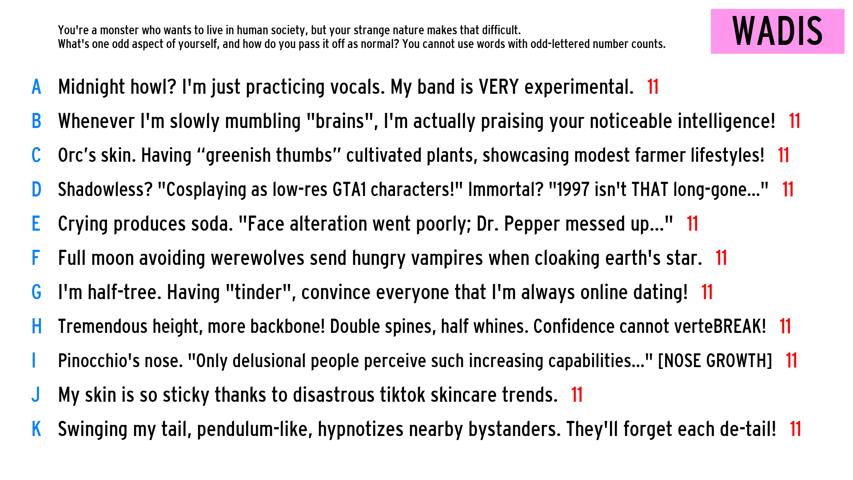 You're a monster who wants to live in human society, but your strange nature makes that difficult.
What's one odd aspect of yourself, and how do you pass it off as normal? You cannot use words with odd-lettered number counts.
WADIS
A Midnight howl? I'm just practicing vocals. My band is VERY experimental. 11
B Whenever I'm slowly mumbling "brains", I'm actually praising your noticeable intelligence! 11
C Orc's skin. Having “greenish thumbs” cultivated plants, showcasing modest farmer lifestyles! 11
D Shadowless? "Cosplaying as low-res GTA1 characters!" Immortal? "1997 isn't THAT long-gone..." 11
E Crying produces soda. "Face alteration went poorly; Dr. Pepper messed up..." 11
F Full moon avoiding werewolves send hungry vampires when cloaking earth's star. 11
G I'm half-tree. Having "tinder", convince everyone that I'm always online dating! 11
H Tremendous height, more backbone! Double spines, half whines. Confidence cannot verteBREAK! 11
I Pinocchio's nose. "Only delusional people perceive such increasing capabilities..." [NOSE GROWTH] 11
J My skin is so sticky thanks to disastrous tiktok skincare trends. 11
K Swinging my tail, pendulum-like, hypnotizes nearby bystanders. They'll forget each de-tail! 11